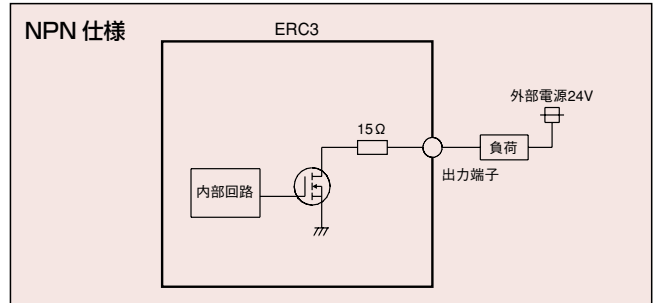 NPN 仕様
ERC3
外部電源24V
15Ω
負荷
出力端子
内部回路